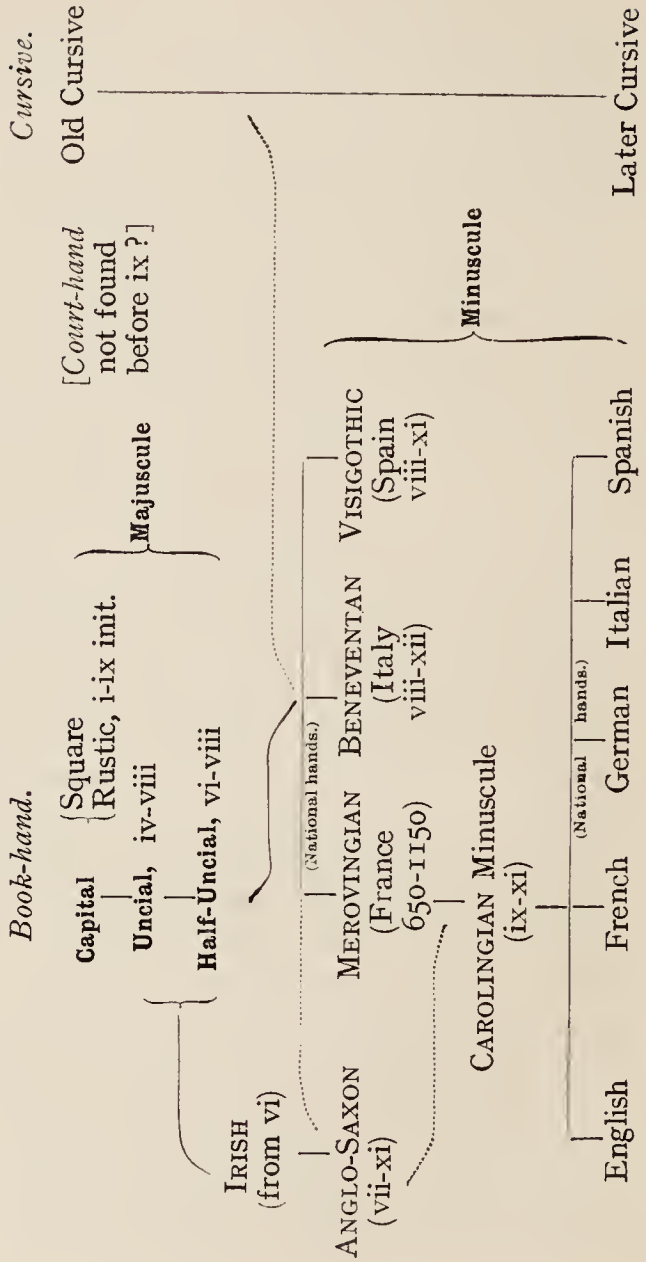 Book-hand.
Cursive.
Capital
Square
Rustic, i-ix init.
Uncial, iv-viii
Half-Uncial, vi-viii
Majuscule
[Court-hand
not found
before ix ?]
Old Cursive
IRISH
(from vi)
(National hands.)
ANGLO-SAXON
(vii-xi)
MEROVINGIAN
(France
650-1150)
BENEVENTAN
(Italy
viii-xii)
VISIGOTHIC
(Spain
viii-xi)
Minuscule
CAROLINGIAN Minuscule
(ix-xi)
(National hands.)
English
French
German
Italian
Spanish
Later Cursive